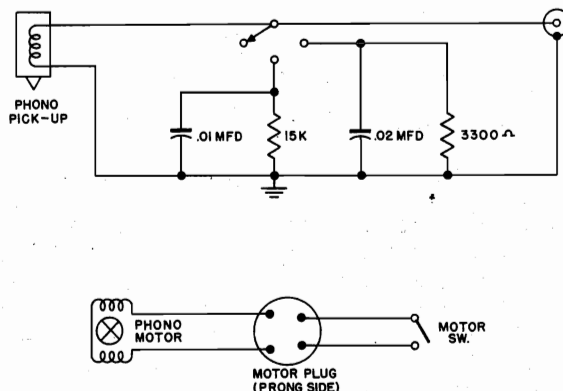 PHONO
PICK-UP
.01 MFD
15K
.02 MFD
3300 Ω
PHONO
MOTOR
MOTOR
SW.
MOTOR PLUG
(PRONG SIDE)